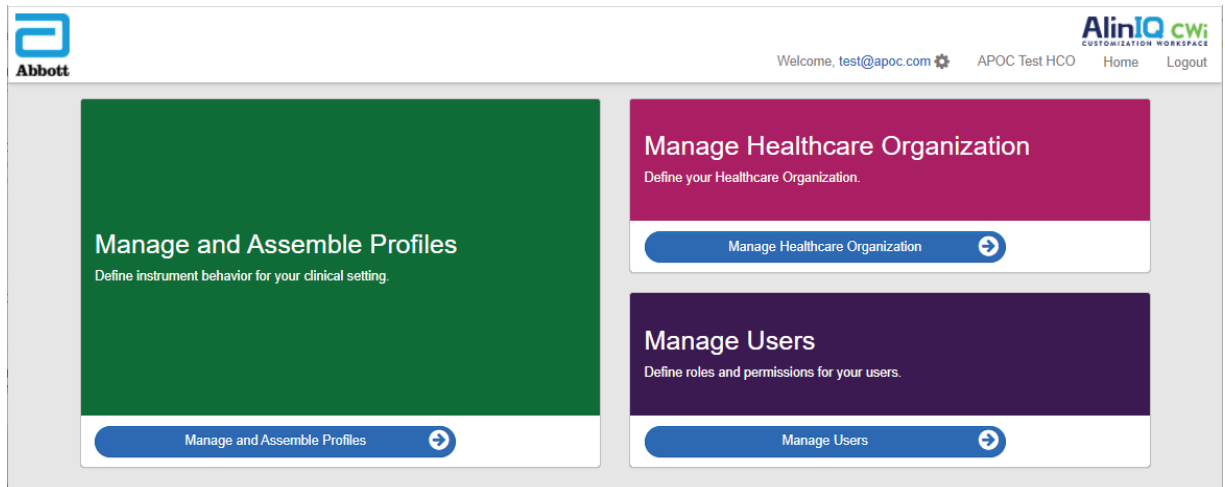 Abbott
AlinIQ CWi
CUSTOMIZATION WORKSPACE
Welcome, test@apoc.com APOC Test HCO Home Logout
Manage and Assemble Profiles
Define instrument behavior for your clinical setting.
Manage and Assemble Profiles
Manage Healthcare Organization
Define your Healthcare Organization.
Manage Healthcare Organization
Manage Users
Define roles and permissions for your users.
Manage Users